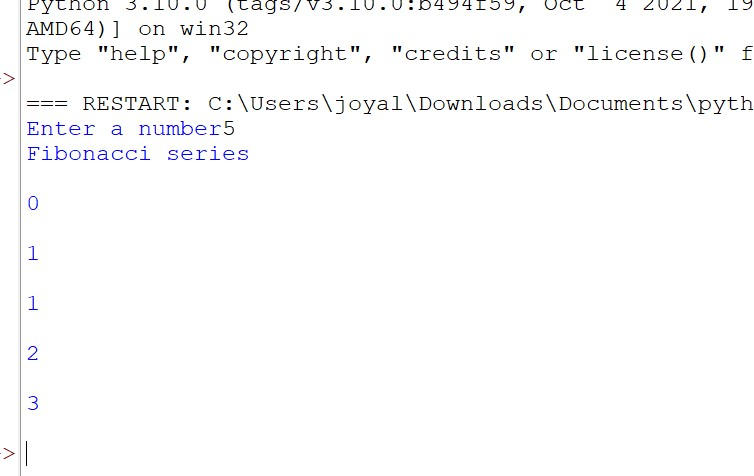 Python 3.10.0 (tags/v3.10.0:b494f59, Oct  4 2021, 19
AMD64)] on win32
Type "help", "copyright", "credits" or "license()" f
>
=== RESTART: C:\Users\joyal\Downloads\Documents\pyth
Enter a number5
Fibonacci series
0
1
1
2
3
>